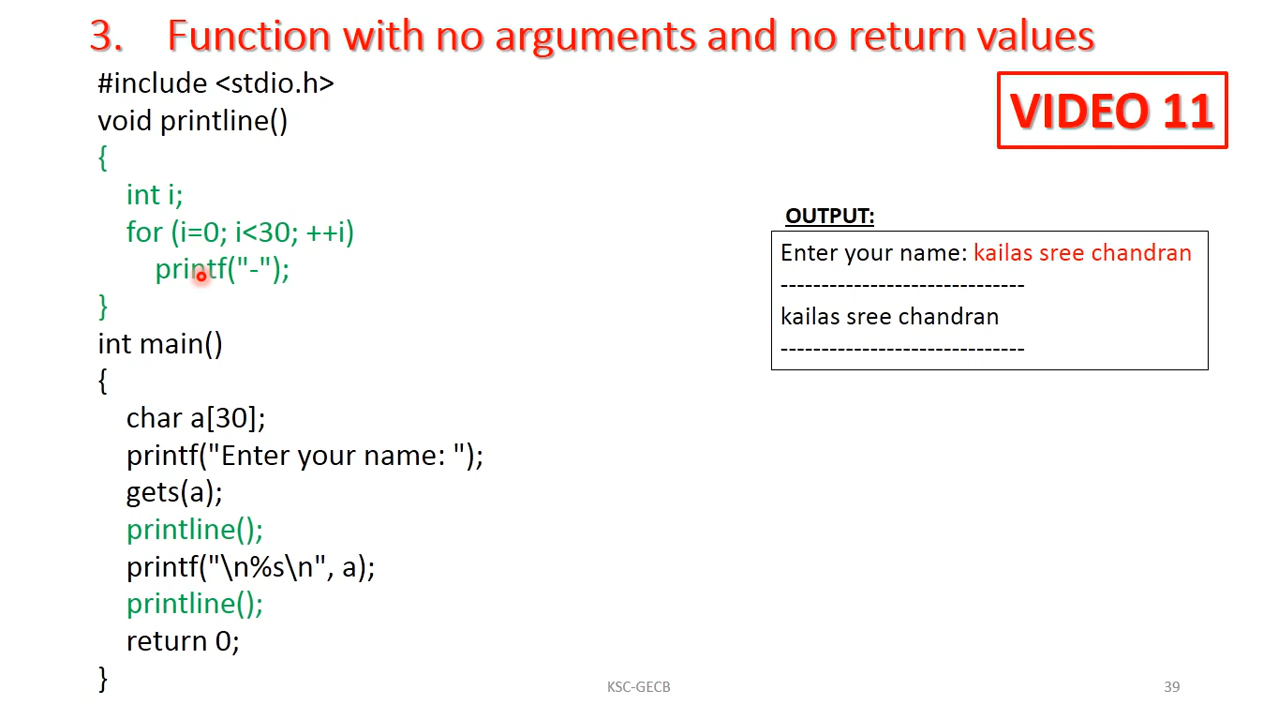 3. Function with no arguments and no return values
#include <stdio.h>
void printline()
{
int i;
for (i=0; i<30; ++i)
printf("-");
}
int main()
{
char a[30];
printf("Enter your name: ");
gets(a);
printline();
printf("\n%s\n", a);
printline();
return 0;
}
VIDEO 11
OUTPUT:
Enter your name: kailas sree chandran
------------------------------
kailas sree chandran
------------------------------
KSC-GECB
39